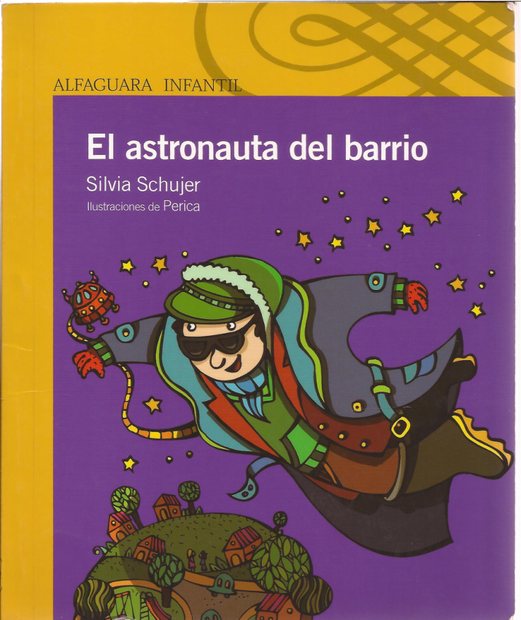 ALFAGUARA INFANTIL
El astronauta del barrio
Silvia Schujer
Ilustraciones de Perica